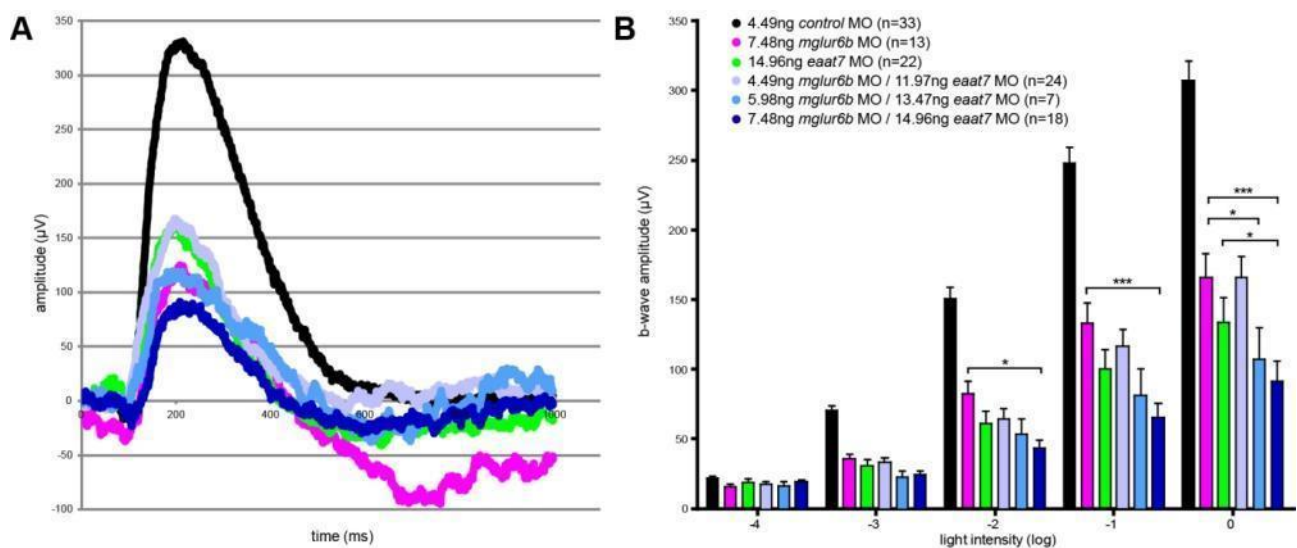 A
350
300
250
200
150
100
50
0
-50
-100
0
200
400
600
1000
amplitude (µV)
time (ms)
B
4.49ng control MO (n=33)
7.48ng mglur6b MO (n=13)
14.96ng eaat7 MO (n=22)
4.49ng mglur6b MO / 11.97ng eaat7 MO (n=24)
5.98ng mglur6b MO / 13.47ng eaat7 MO (n=7)
7.48ng mglur6b MO / 14.96ng eaat7 MO (n=18)
350
300
250
200
150
100
50
0
b-wave amplitude (µV)
***
*
*
***
*
-4
-3
-2
-1
0
light intensity (log)